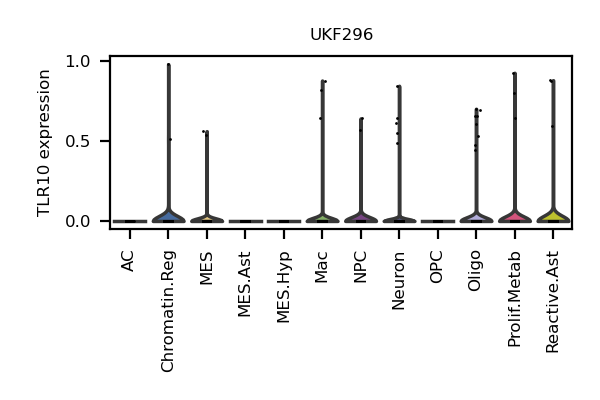 UKF296
TLR10 expression
1.0
0.5
0.0
AC
Chromatin.Reg
MES
MES.Ast
MES.Hyp
Mac
NPC
Neuron
OPC
Oligo
Prolif.Metab
Reactive.Ast